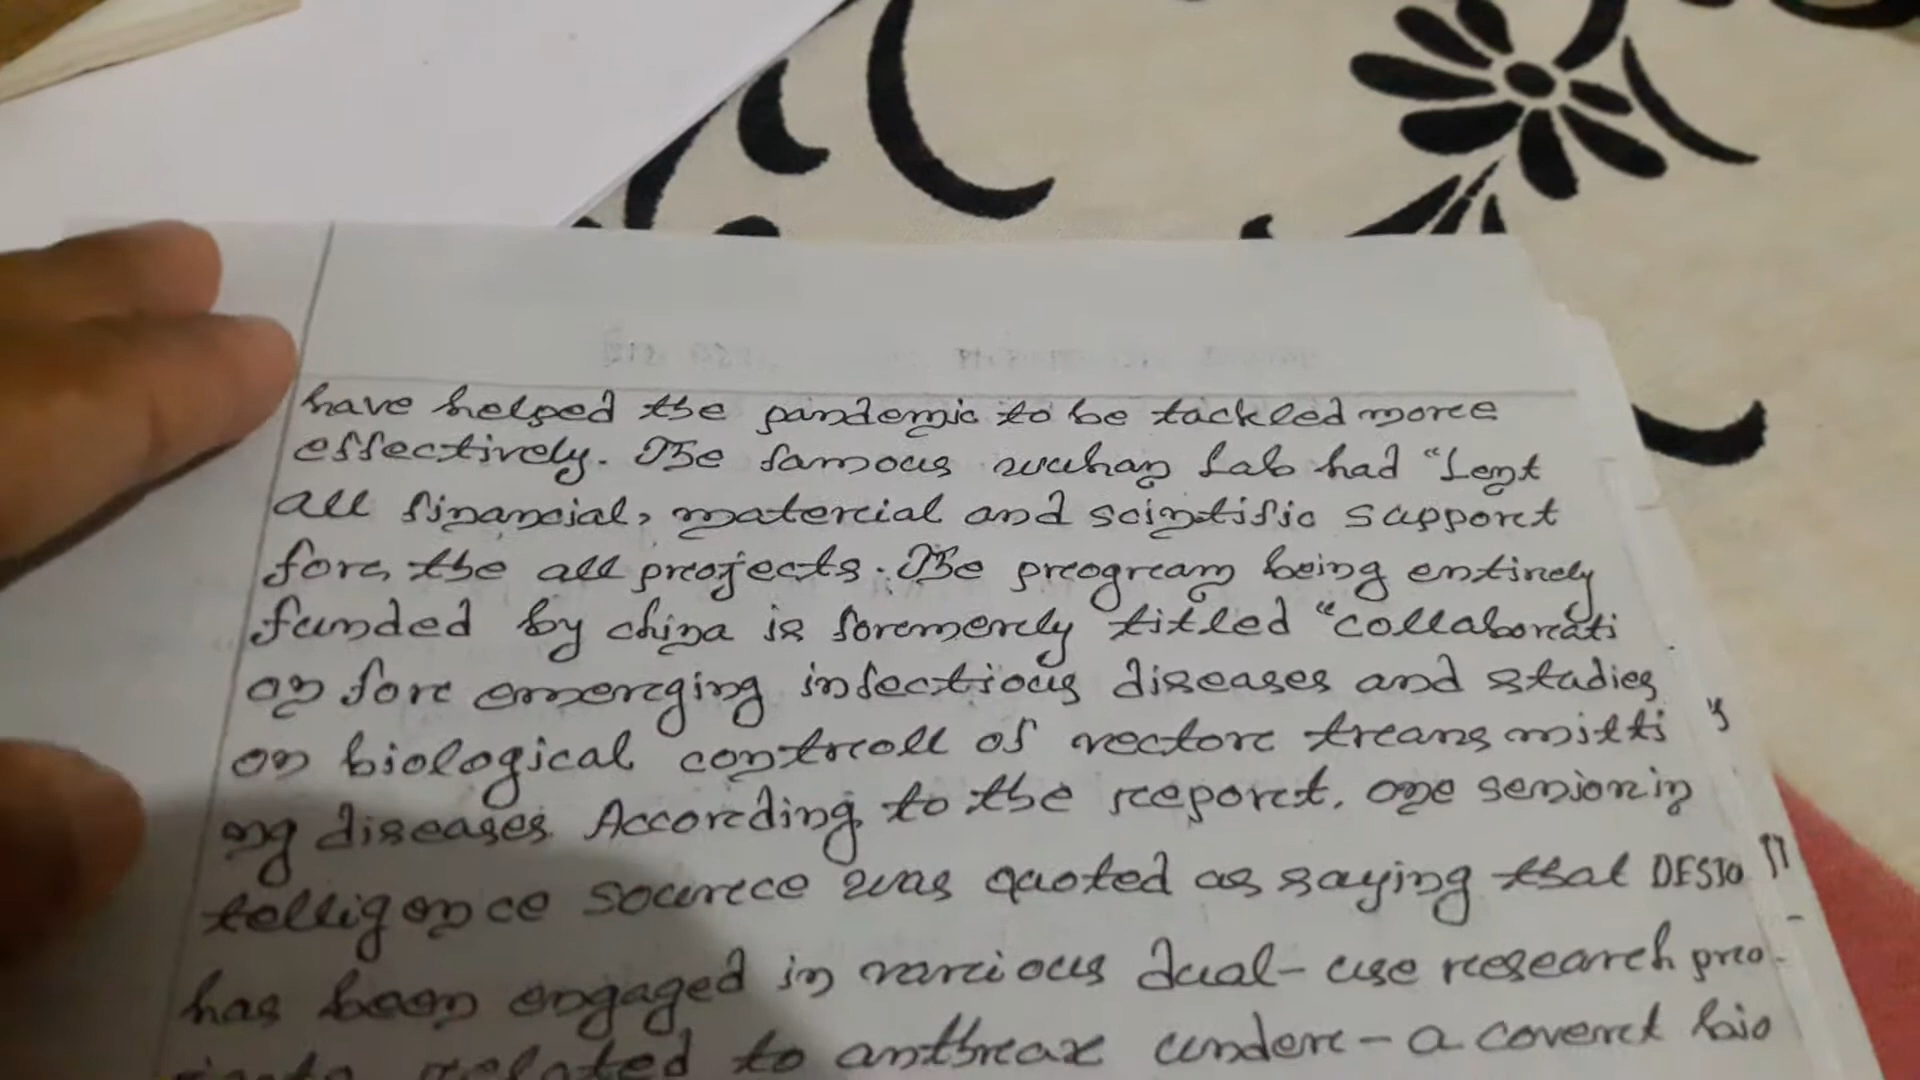 have helped the pandemic to be tackled more
effectively. The famous wuhan Lab had "Lent
all financial, material and scintific support
for the all projects. The program being entirely
funded by china is foremerly titled "collaborati
on for emerging infectious diseases and studies
on biological controll of vector transmitti
ng diseases According to the report. one senior in
telligence source was quoted as saying that DESTO
has been engaged in various dual-use research pro-
related to anthrax under- a covert bio